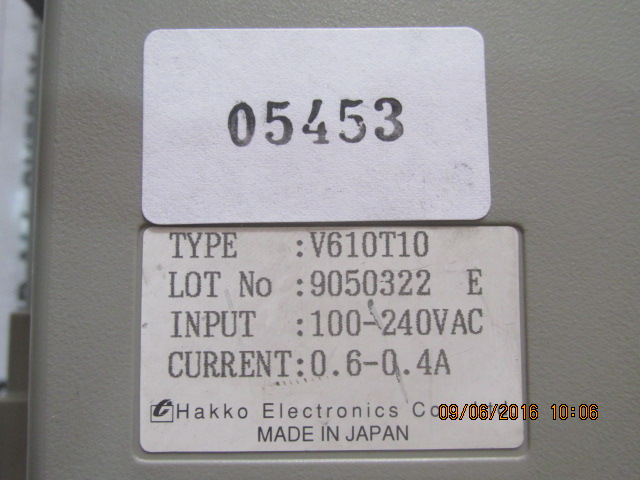 05453
TYPE :V610T10
LOT No :9050322 E
INPUT :100-240VAC
CURRENT:0.6-0.4A
Hakko Electronics Co
MADE IN JAPAN
09/06/2016 10:06